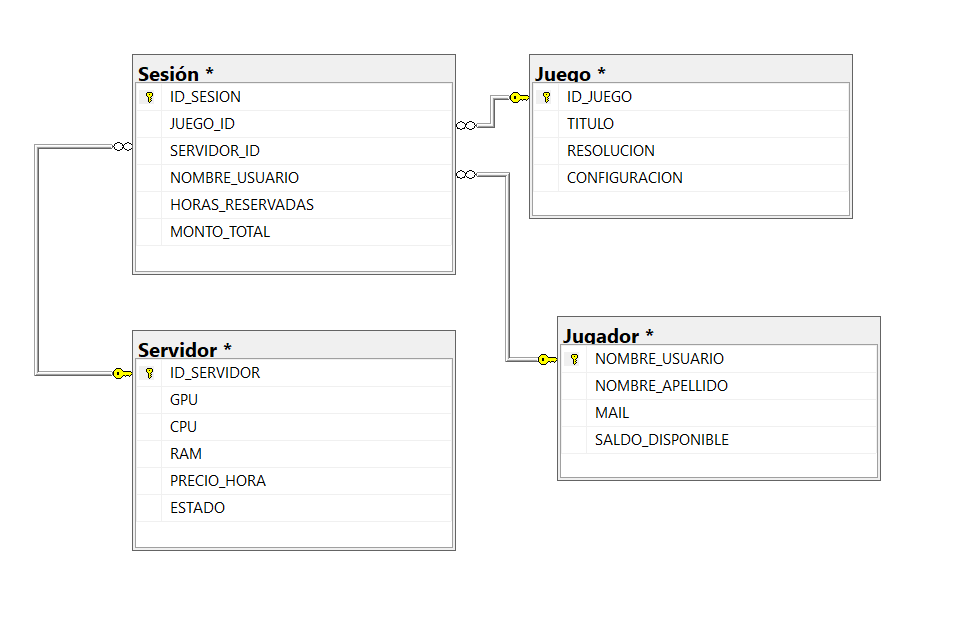 Sesión *
ID_SESION
JUEGO_ID
SERVIDOR_ID
NOMBRE_USUARIO
HORAS_RESERVADAS
MONTO_TOTAL
Juego *
ID_JUEGO
TITULO
RESOLUCION
CONFIGURACION
Servidor *
ID_SERVIDOR
GPU
CPU
RAM
PRECIO_HORA
ESTADO
Jugador *
NOMBRE_USUARIO
NOMBRE_APELLIDO
MAIL
SALDO_DISPONIBLE